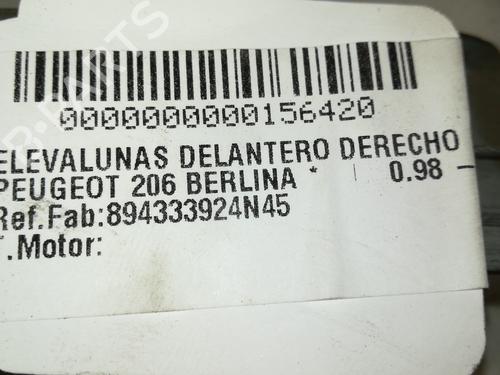 0000000000156420
ELEVALUNAS DELANTERO DERECHO
PEUGEOT 206 BERLINA * | 0.98 –
Ref.Fab:894333924N45
T.Motor: